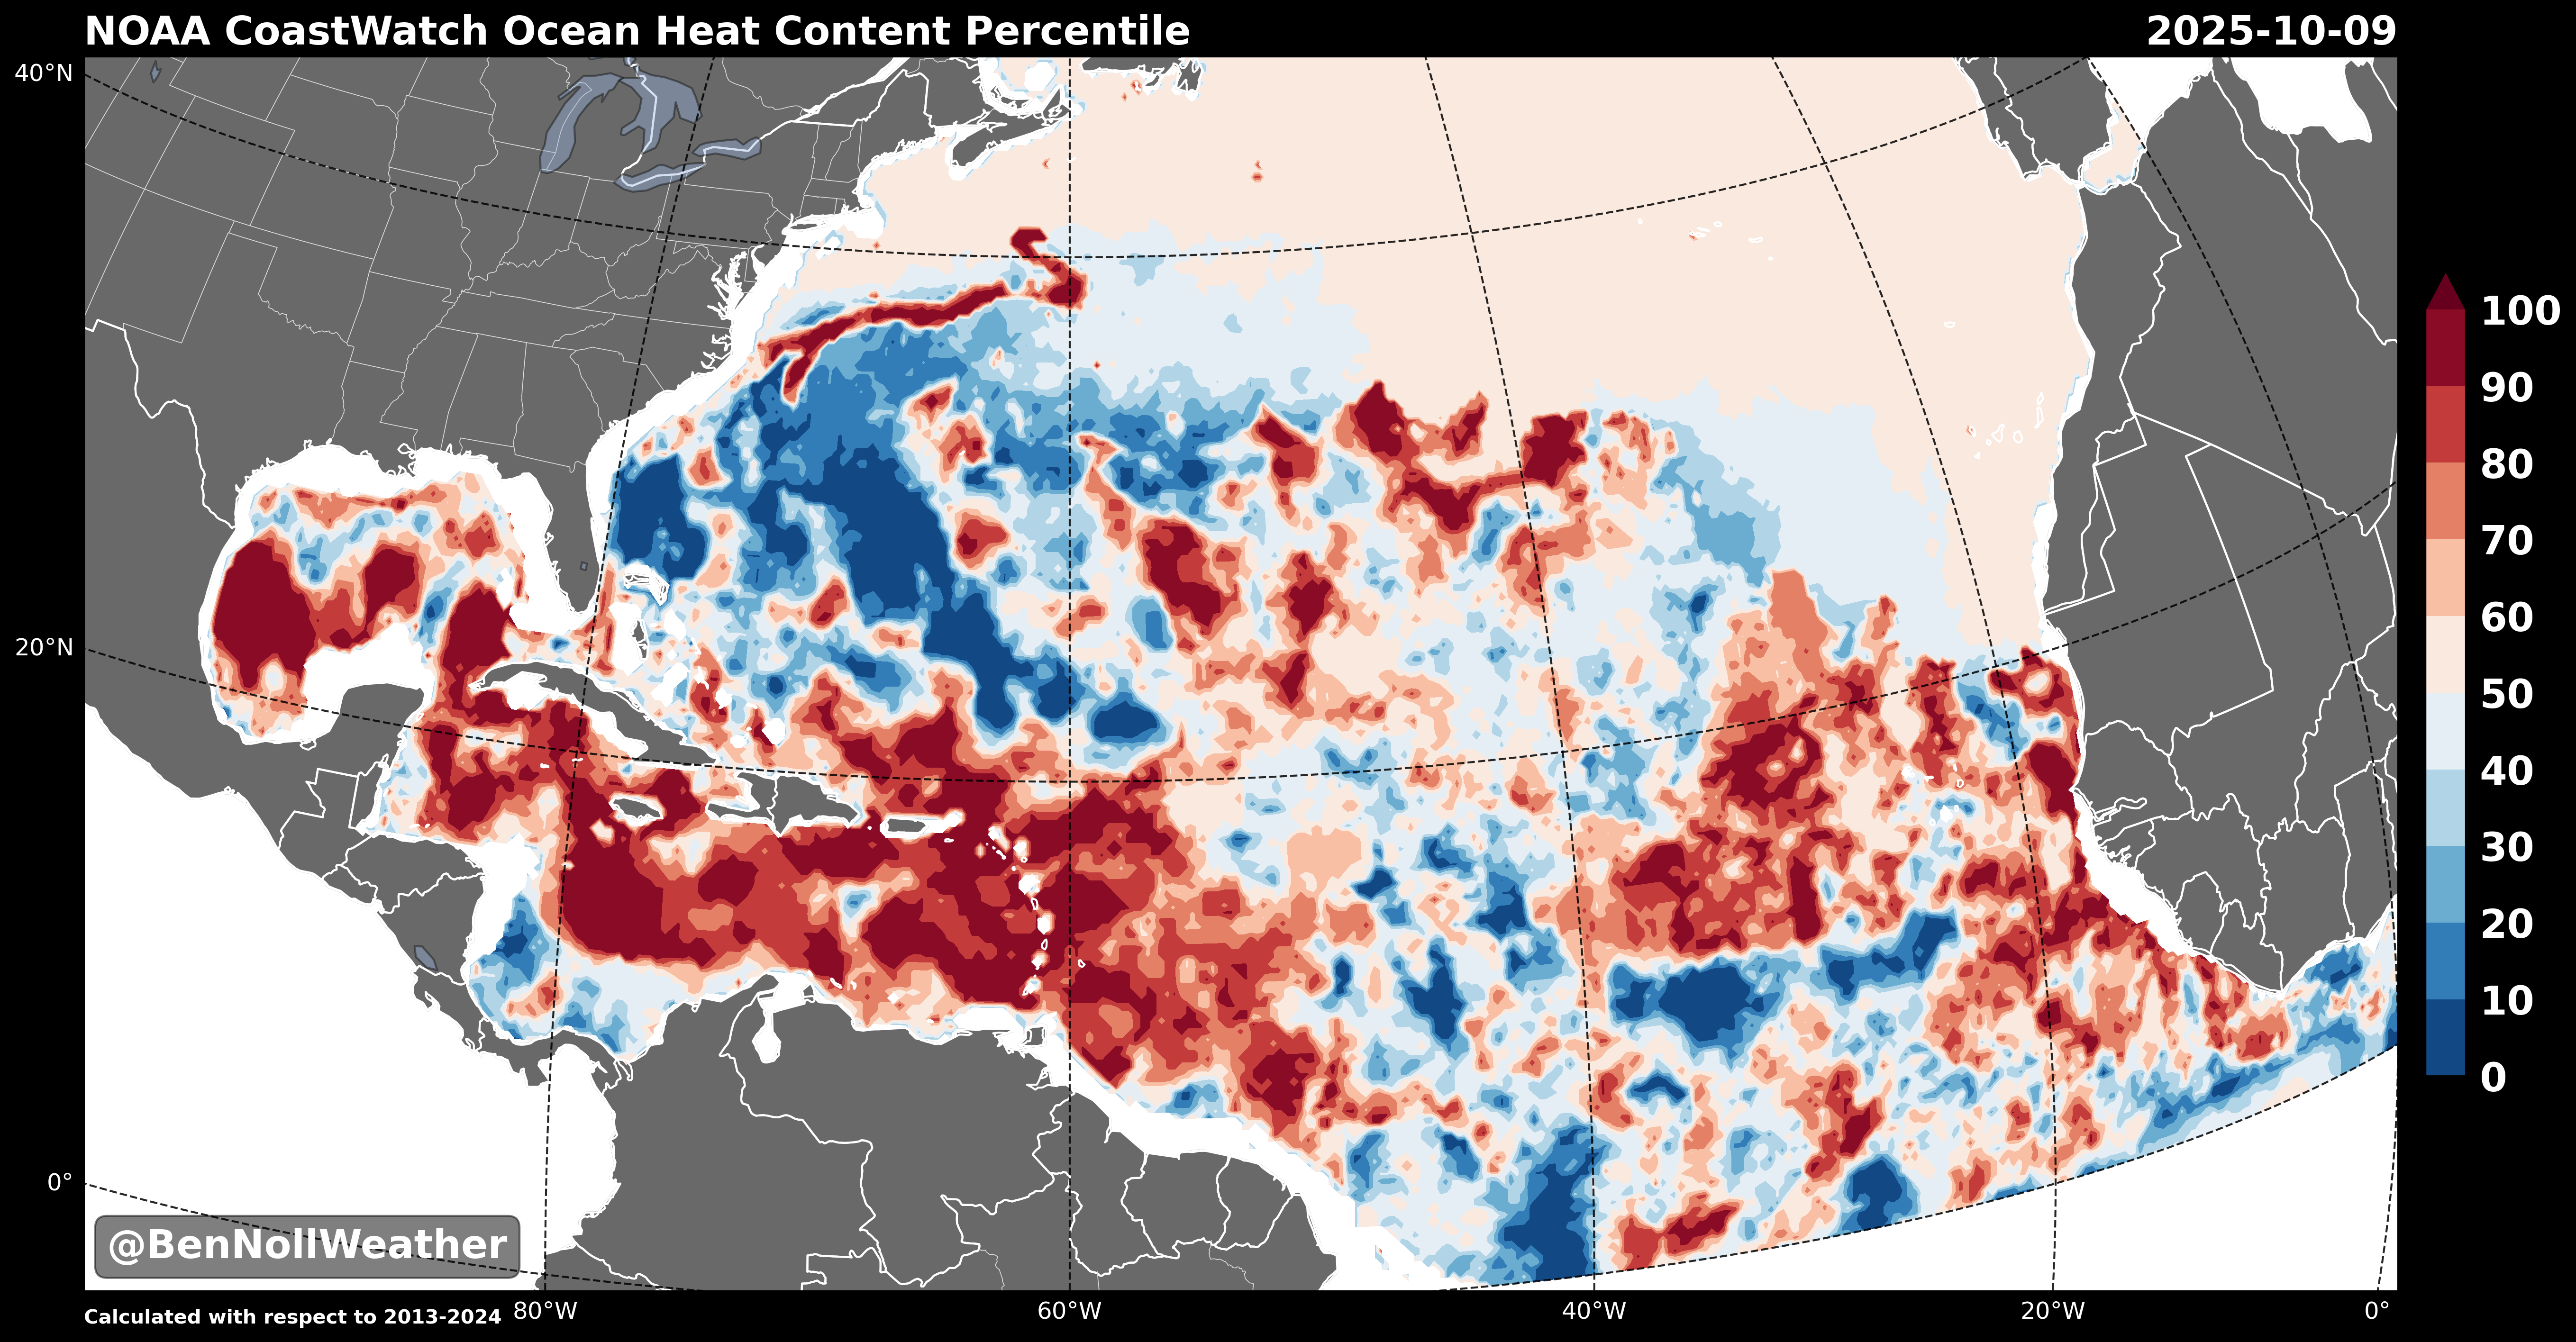 NOAA CoastWatch Ocean Heat Content Percentile
2025-10-09
40°N
20°N
0°
100
90
80
70
60
50
40
30
20
10
0
@BenNollWeather
80°W
60°W
40°W
20°W
0°
Calculated with respect to 2013-2024